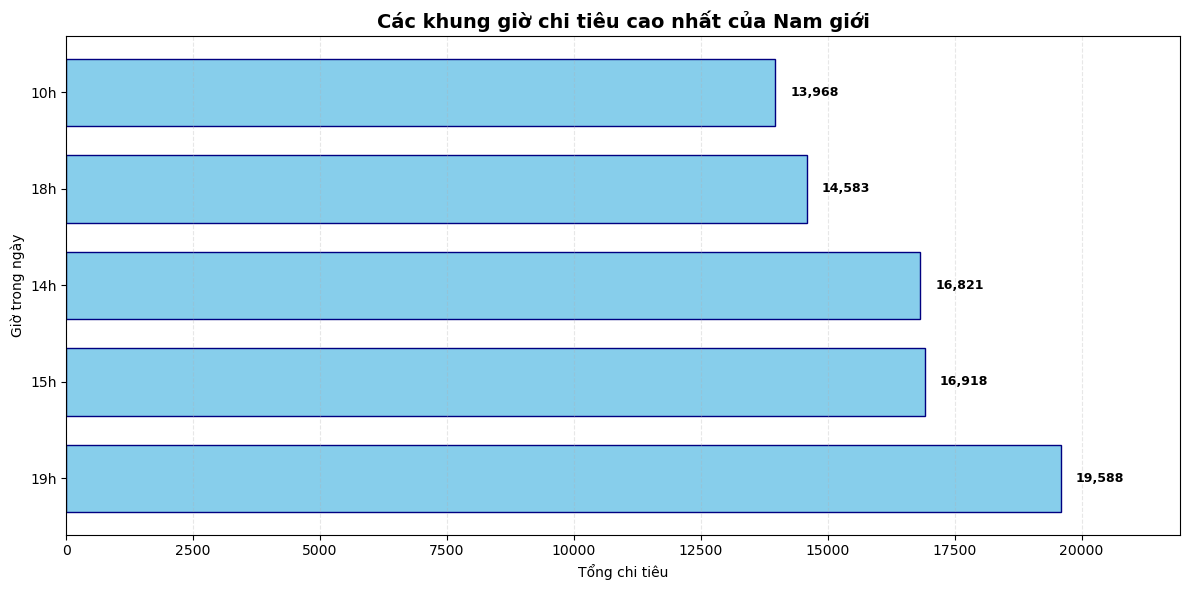 Các khung giờ chi tiêu cao nhất của Nam giới
Giờ trong ngày
10h
13,968
18h
14,583
14h
16,821
15h
16,918
19h
19,588
0 2500 5000 7500 10000 12500 15000 17500 20000
Tổng chi tiêu